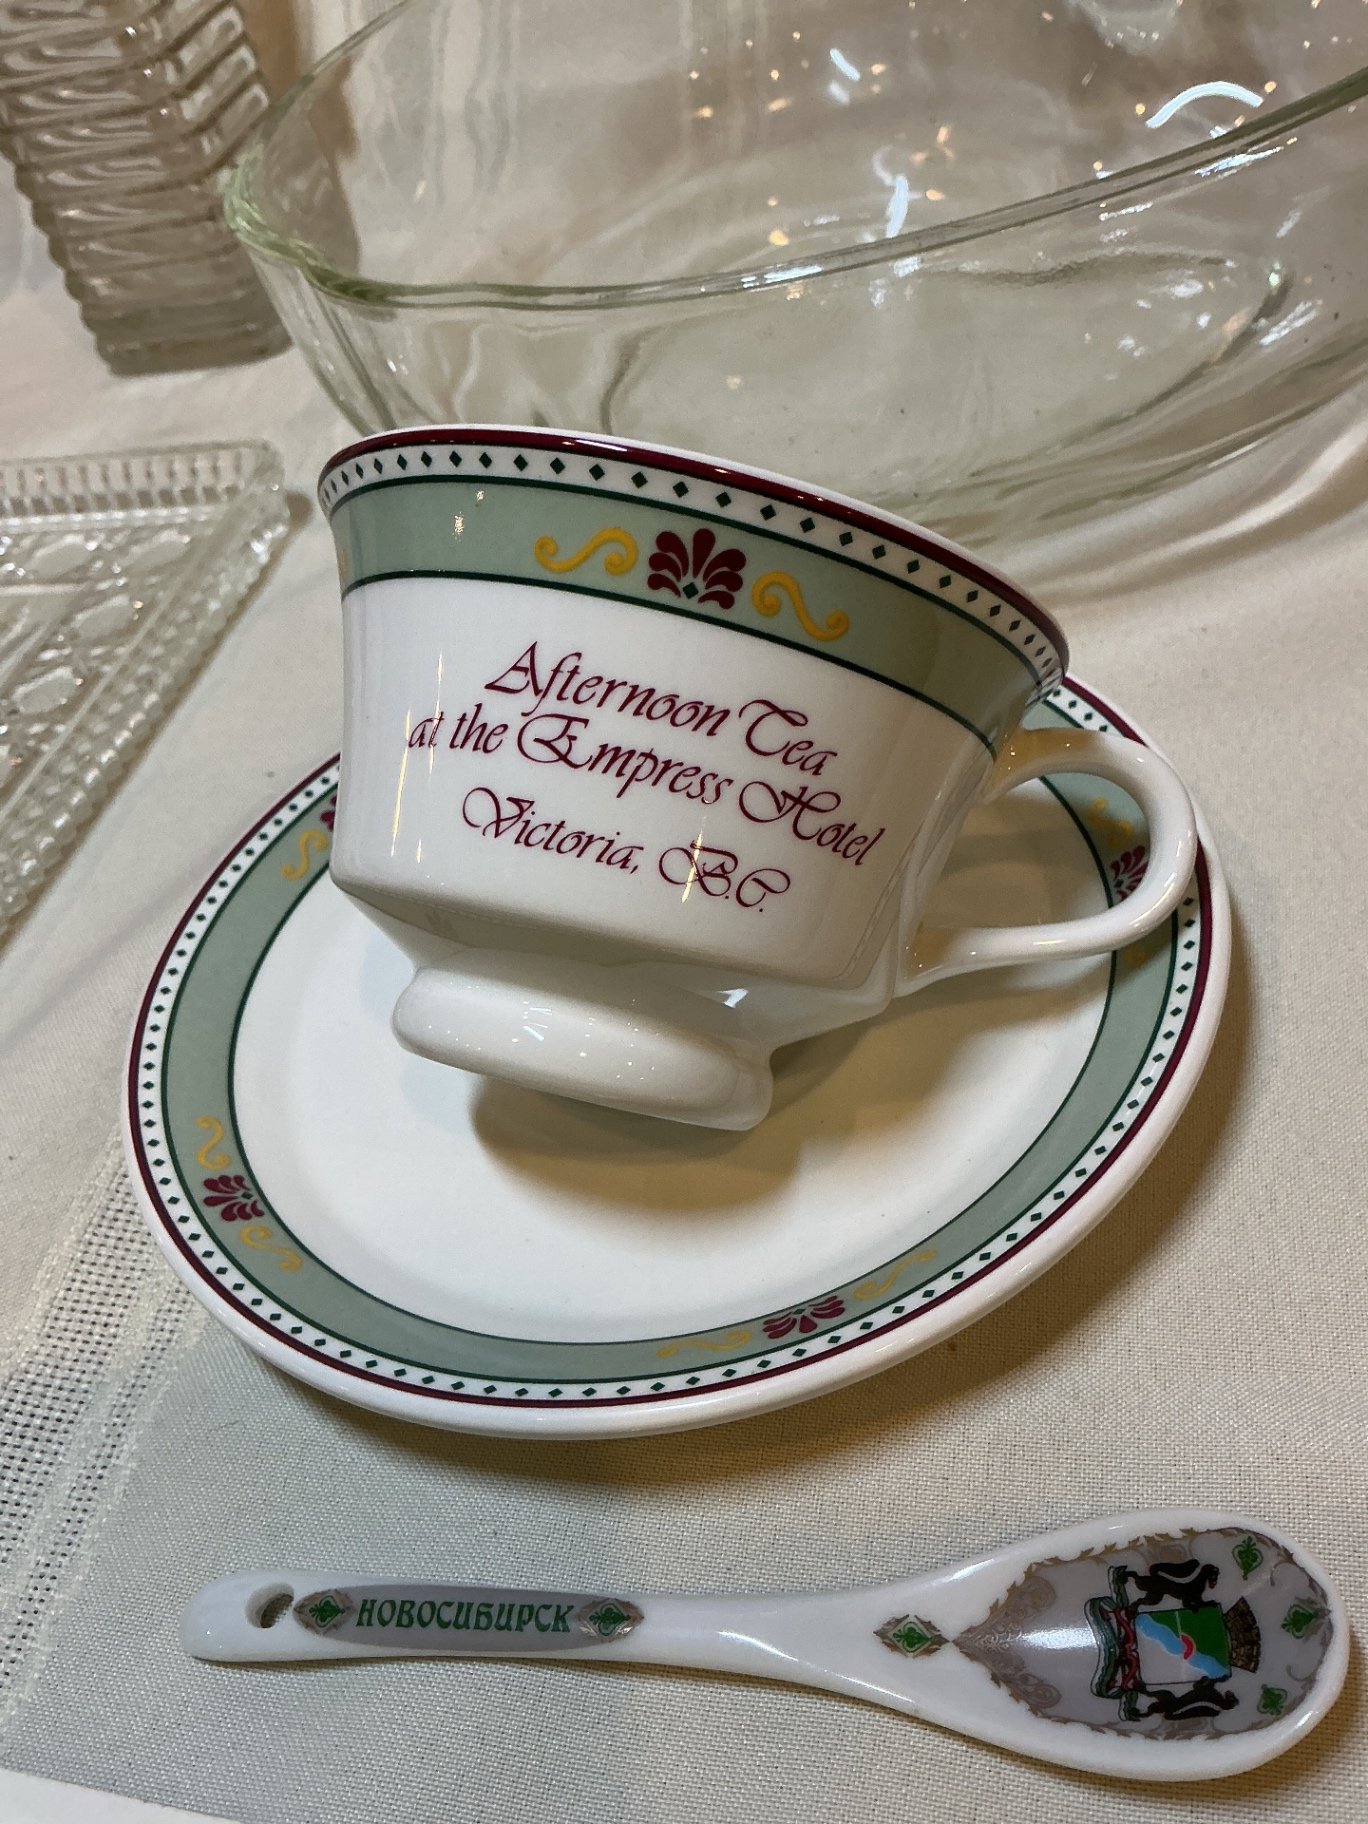 Afternoon Tea
at the Empress Hotel
Victoria, B.C.
НОВОСИБИРСК